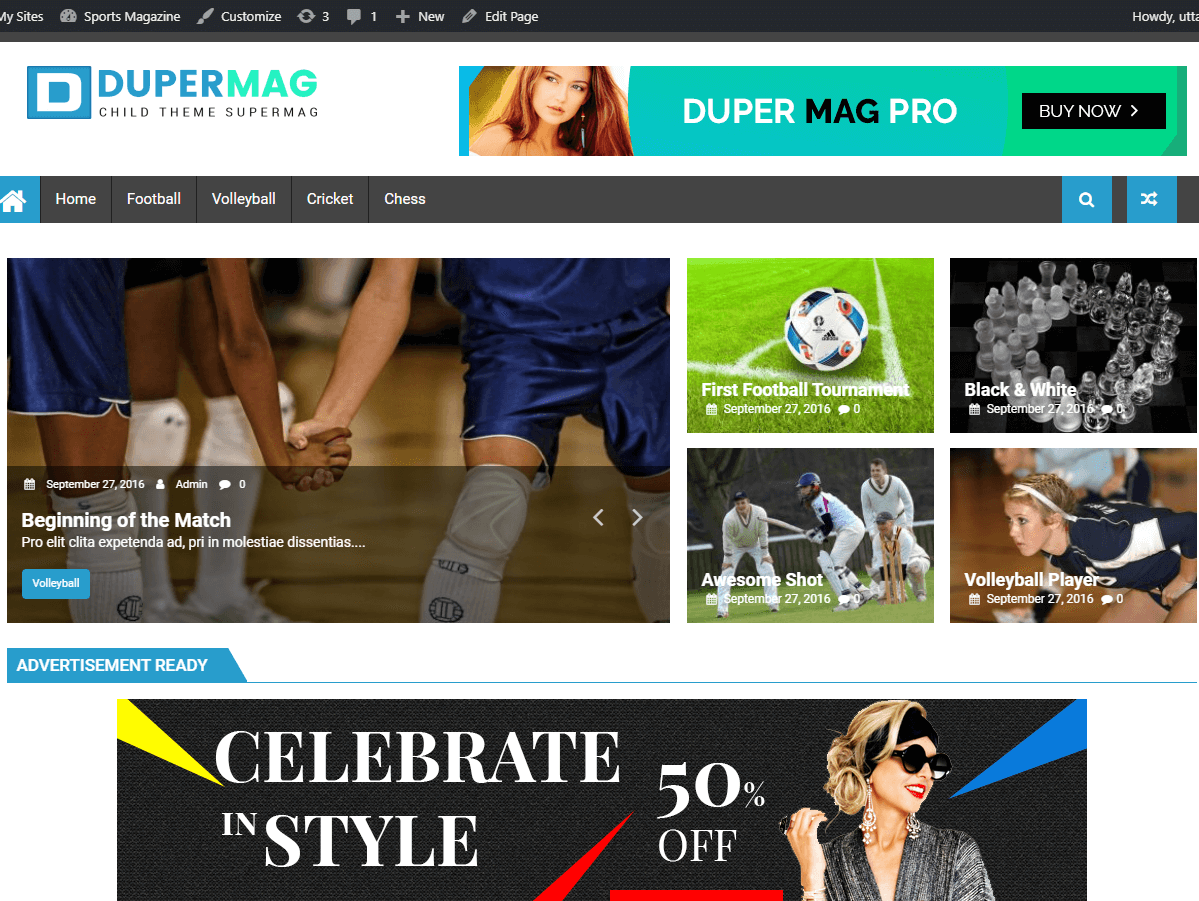 My Sites Sports Magazine Customize 3 1 New Edit Page Howdy,
DUPERMAG
CHILD THEME SUPERMAG
DUPER MAG PRO
BUY NOW
Home Football Volleyball Cricket Chess
September 27, 2016 Admin 0
Beginning of the Match
Pro elit clita expetenda ad, pri in molestiae dissentias....
Volleyball
First Football Tournament
September 27, 2016 0
Black & White
September 27, 2016 0
Awesome Shot
September 27, 2016 0
Volleyball Player
September 27, 2016 0
ADVERTISEMENT READY
CELEBRATE
IN STYLE
50%
OFF